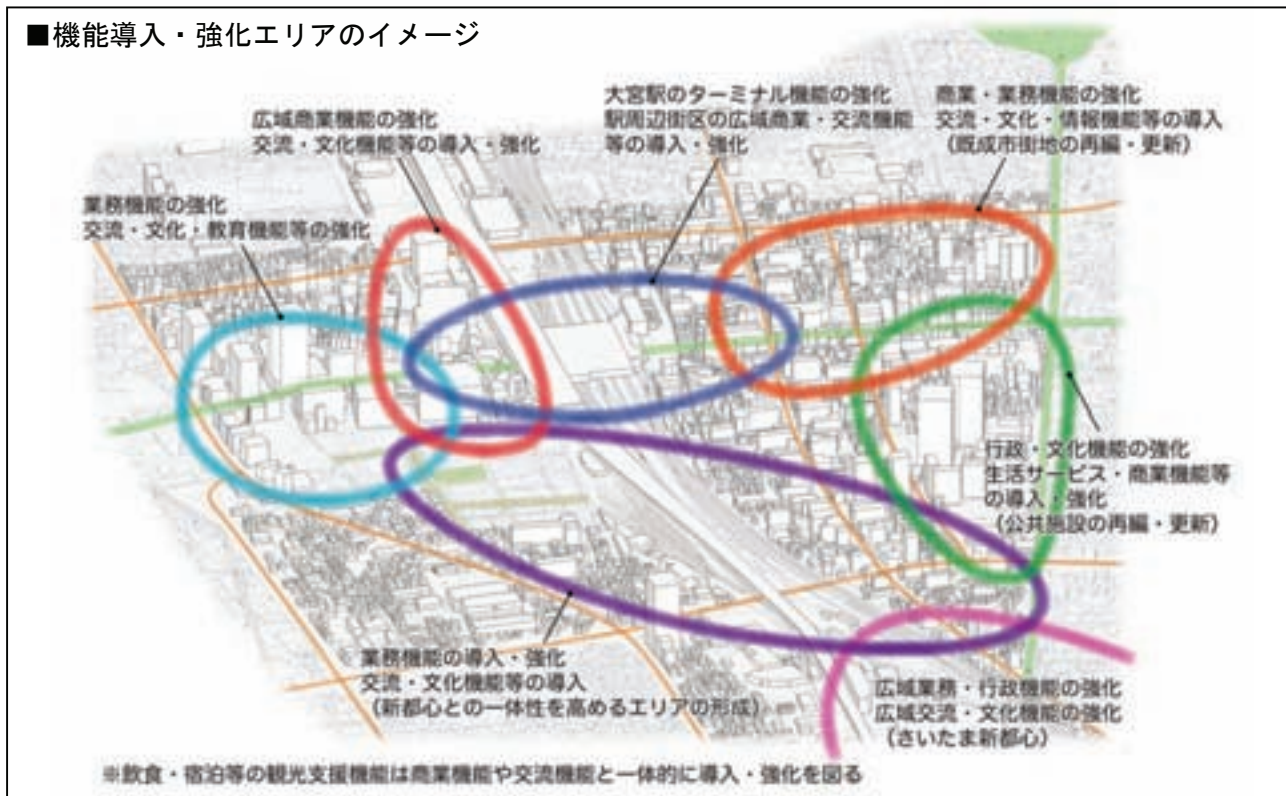 ■機能導入・強化エリアのイメージ
大宮駅のターミナル機能の強化
駅周辺街区の広域商業・交流機能
等の導入・強化
商業・業務機能の強化
交流・文化・情報機能等の導入
（既成市街地の再編・更新）
広域商業機能の強化
交流・文化機能等の導入・強化
業務機能の強化
交流・文化・教育機能等の強化
行政・文化機能の強化
生活サービス・商業機能等
の導入・強化
（公共施設の再編・更新）
業務機能の導入・強化
交流・文化機能等の導入
（新都心との一体性を高めるエリアの形成）
広域業務・行政機能の強化
広域交流・文化機能の強化
（さいたま新都心）
※飲食・宿泊等の観光支援機能は商業機能や交流機能と一体的に導入・強化を図る